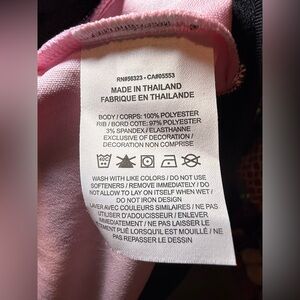 RN#56323 - CA#05553
MADE IN THAILAND
FABRIQUE EN THAILANDE
BODY / CORPS: 100% POLYESTER
RIB / BORD COTE: 97% POLYESTER
3% SPANDEX / ELASTHANNE
EXCLUSIVE OF DECORATION /
DECORATION NON COMPRISE
WASH WITH LIKE COLORS / DO NOT USE
SOFTENERS / REMOVE IMMEDIATELY / DO
NOT ALLOW TO LAY ON ITSELF WHEN WET /
DO NOT IRON DESIGN
LAVER AVEC COULEURS SIMILAIRES / NE PAS
UTILISER D'ADOUCISSEUR / ENLEVER
IMMEDIATEMENT / NE PAS LAISSER LE
VETEMENT PLIÉ LORSQU'IL EST MOUILLÉ / NE
PAS REPASSER LE DESSIN